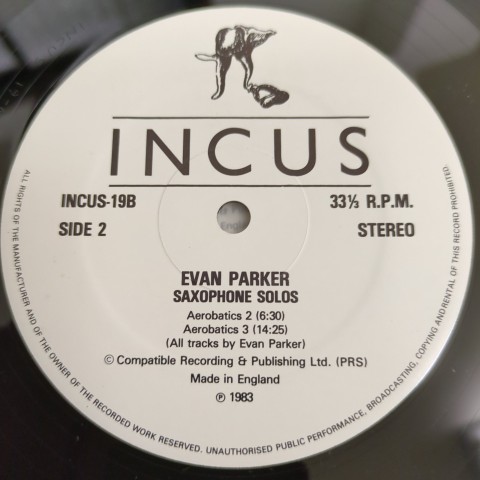 INCUS
INCUS-19B
33⅓ R.P.M.
SIDE 2
STEREO
EVAN PARKER
SAXOPHONE SOLOS
Aerobatics 2 (6:30)
Aerobatics 3 (14:25)
(All tracks by Evan Parker)
© Compatible Recording & Publishing Ltd. (PRS)
Made in England
℗ 1983
ALL RIGHTS OF THE MANUFACTURER AND OF THE OWNER OF THE RECORDED WORK RESERVED. UNAUTHORISED PUBLIC PERFORMANCE, BROADCASTING, COPYING AND RENTAL OF THIS RECORD PROHIBITED.